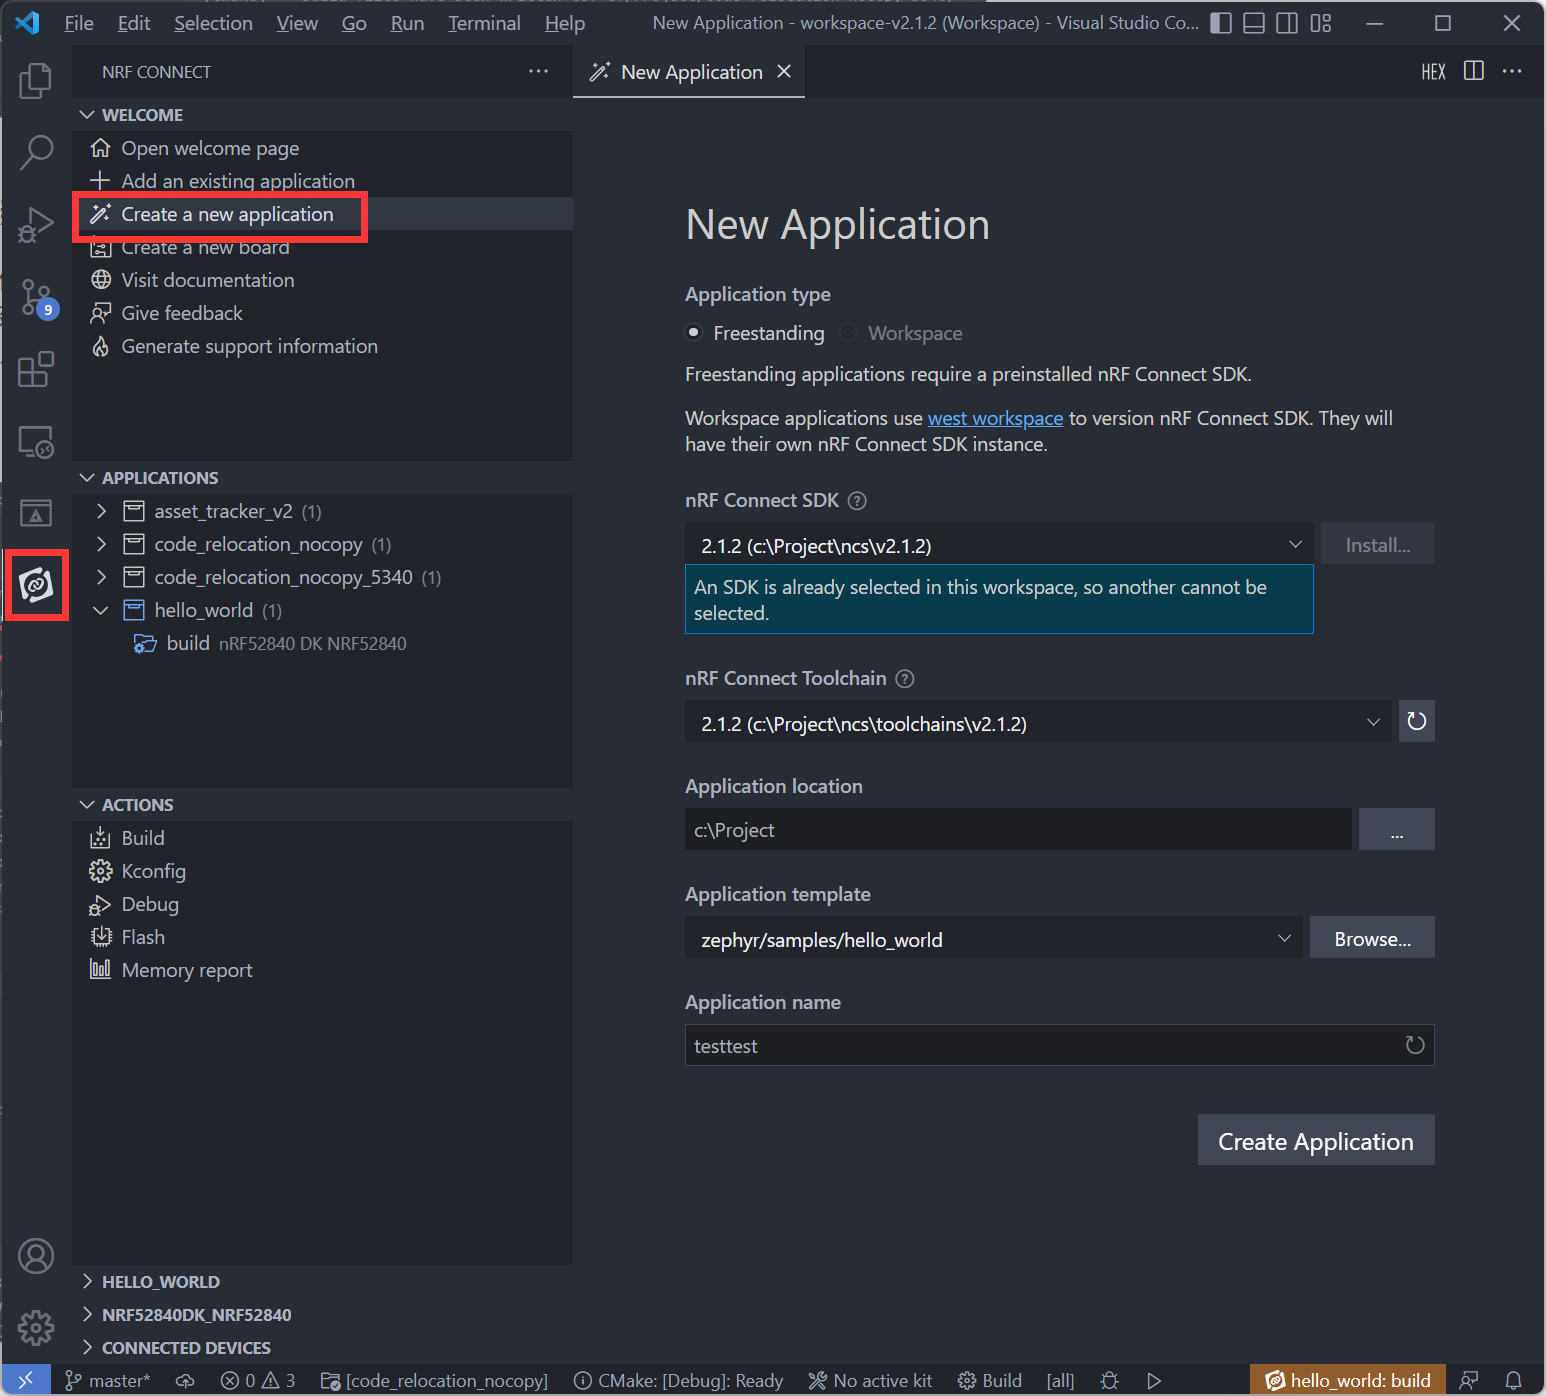 File Edit Selection View Go Run Terminal Help New Application - workspace-v2.1.2 (Workspace) - Visual Studio Co...
NRF CONNECT ...
New Application
HEX
WELCOME
Open welcome page
Add an existing application
Create a new application
Create a new board
Visit documentation
Give feedback
Generate support information
9
APPLICATIONS
asset_tracker_v2 (1)
code_relocation_nocopy (1)
code_relocation_nocopy_5340 (1)
hello_world (1)
build nRF52840 DK NRF52840
ACTIONS
Build
Kconfig
Debug
Flash
Memory report
HELLO_WORLD
NRF52840DK_NRF52840
CONNECTED DEVICES
New Application
Application type
Freestanding Workspace
Freestanding applications require a preinstalled nRF Connect SDK.
Workspace applications use west workspace to version nRF Connect SDK. They will
have their own nRF Connect SDK instance.
nRF Connect SDK ?
2.1.2 (c:\Project\ncs\v2.1.2) Install...
An SDK is already selected in this workspace, so another cannot be
selected.
nRF Connect Toolchain ?
2.1.2 (c:\Project\ncs\toolchains\v2.1.2)
Application location
c:\Project ...
Application template
zephyr/samples/hello_world Browse...
Application name
testtest
Create Application
master* 0 3 [code_relocation_nocopy] CMake: [Debug]: Ready No active kit Build [all] hello_world: build